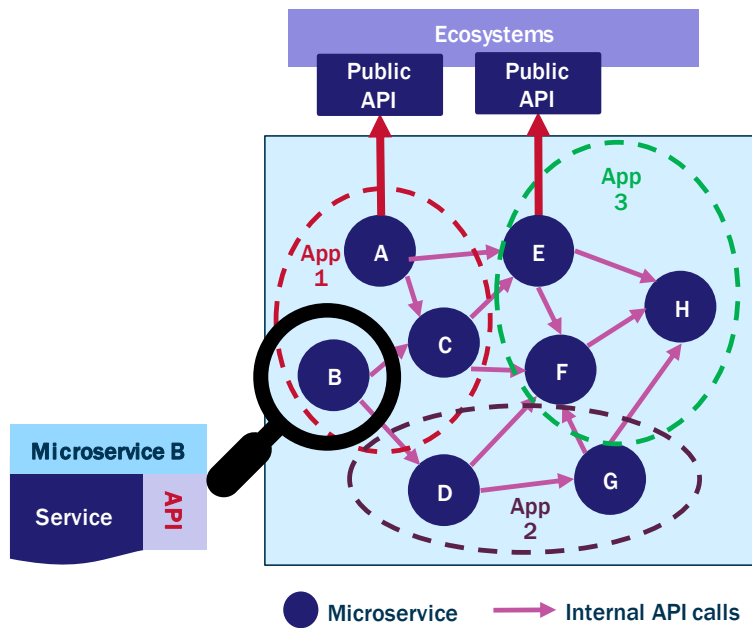 Ecosystems
Public
API
Public
API
App
3
App
1
A
E
H
C
B
F
D
G
App
2
Microservice B
Service
API
Microservice
Internal API calls